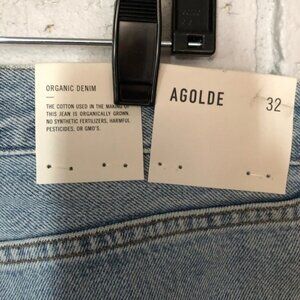 ORGANIC DENIM
THE COTTON USED IN THE MAKING OF
THIS JEAN IS ORGANICALLY GROWN.
NO SYNTHETIC FERTILIZERS, HARMFUL
PESTICIDES, OR GMO'S.
AGOLDE 32